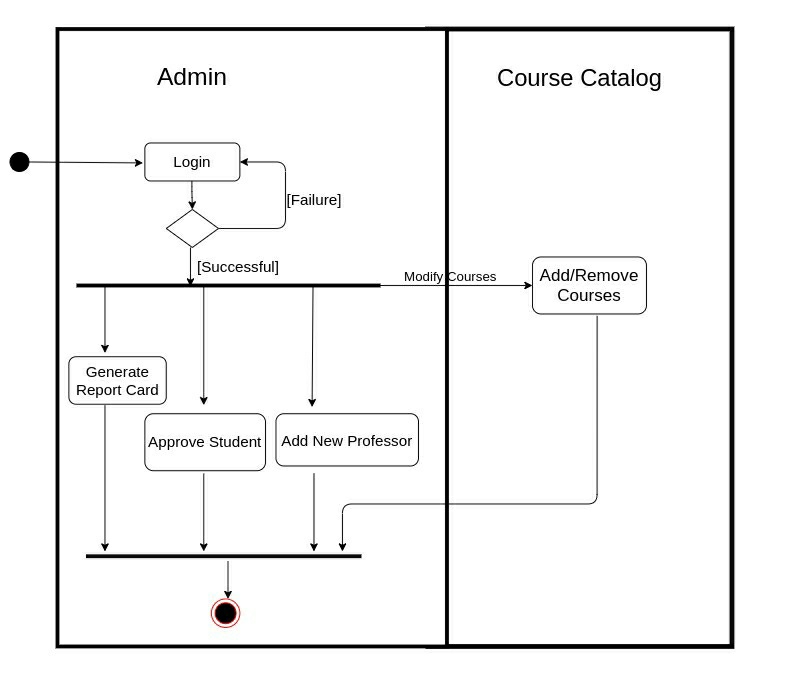 Admin
Course Catalog
Login
[Failure]
[Successful]
Modify Courses
Add/Remove
Courses
Generate
Report Card
Approve Student
Add New Professor